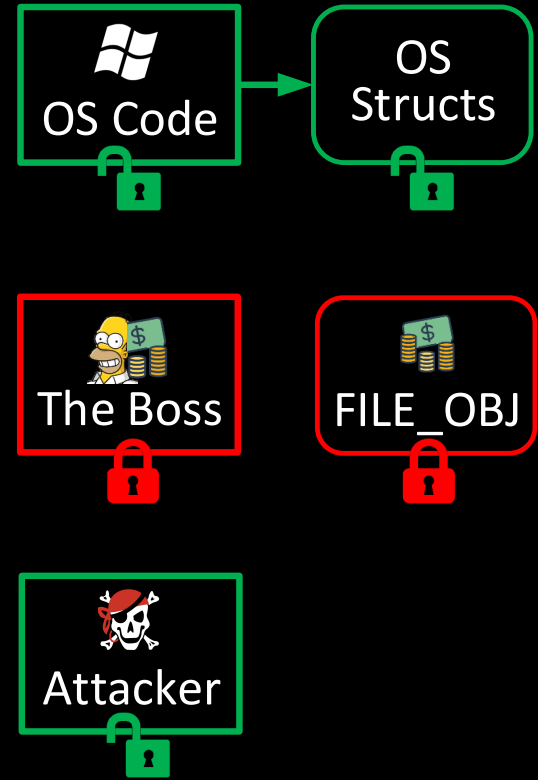 OS Code
OS
Structs
$
The Boss
$
FILE_OBJ
Attacker